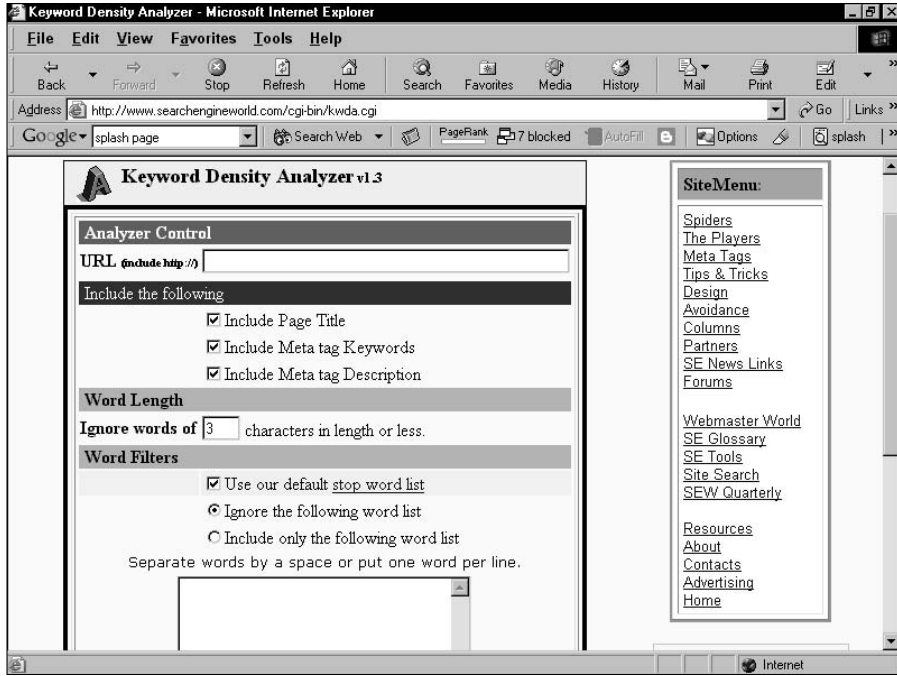 Keyword Density Analyzer - Microsoft Internet Explorer
File Edit View Favorites Tools Help
Back Forward Stop Refresh Home Search Favorites Media History Mail Print Edit »
Address http://www.searchengineworld.com/cgi-bin/kwda.cgi Go Links »
Google splash page Search Web PageRank 7 blocked AutoFill Options splash »
Keyword Density Analyzer v1.3
Analyzer Control
URL (include http://)
Include the following
Include Page Title
Include Meta tag Keywords
Include Meta tag Description
Word Length
Ignore words of 3 characters in length or less.
Word Filters
Use our default stop word list
Ignore the following word list
Include only the following word list
Separate words by a space or put one word per line.
SiteMenu:
Spiders
The Players
Meta Tags
Tips & Tricks
Design
Avoidance
Columns
Partners
SE News Links
Forums
Webmaster World
SE Glossary
SE Tools
Site Search
SEW Quarterly
Resources
About
Contacts
Advertising
Home
Internet